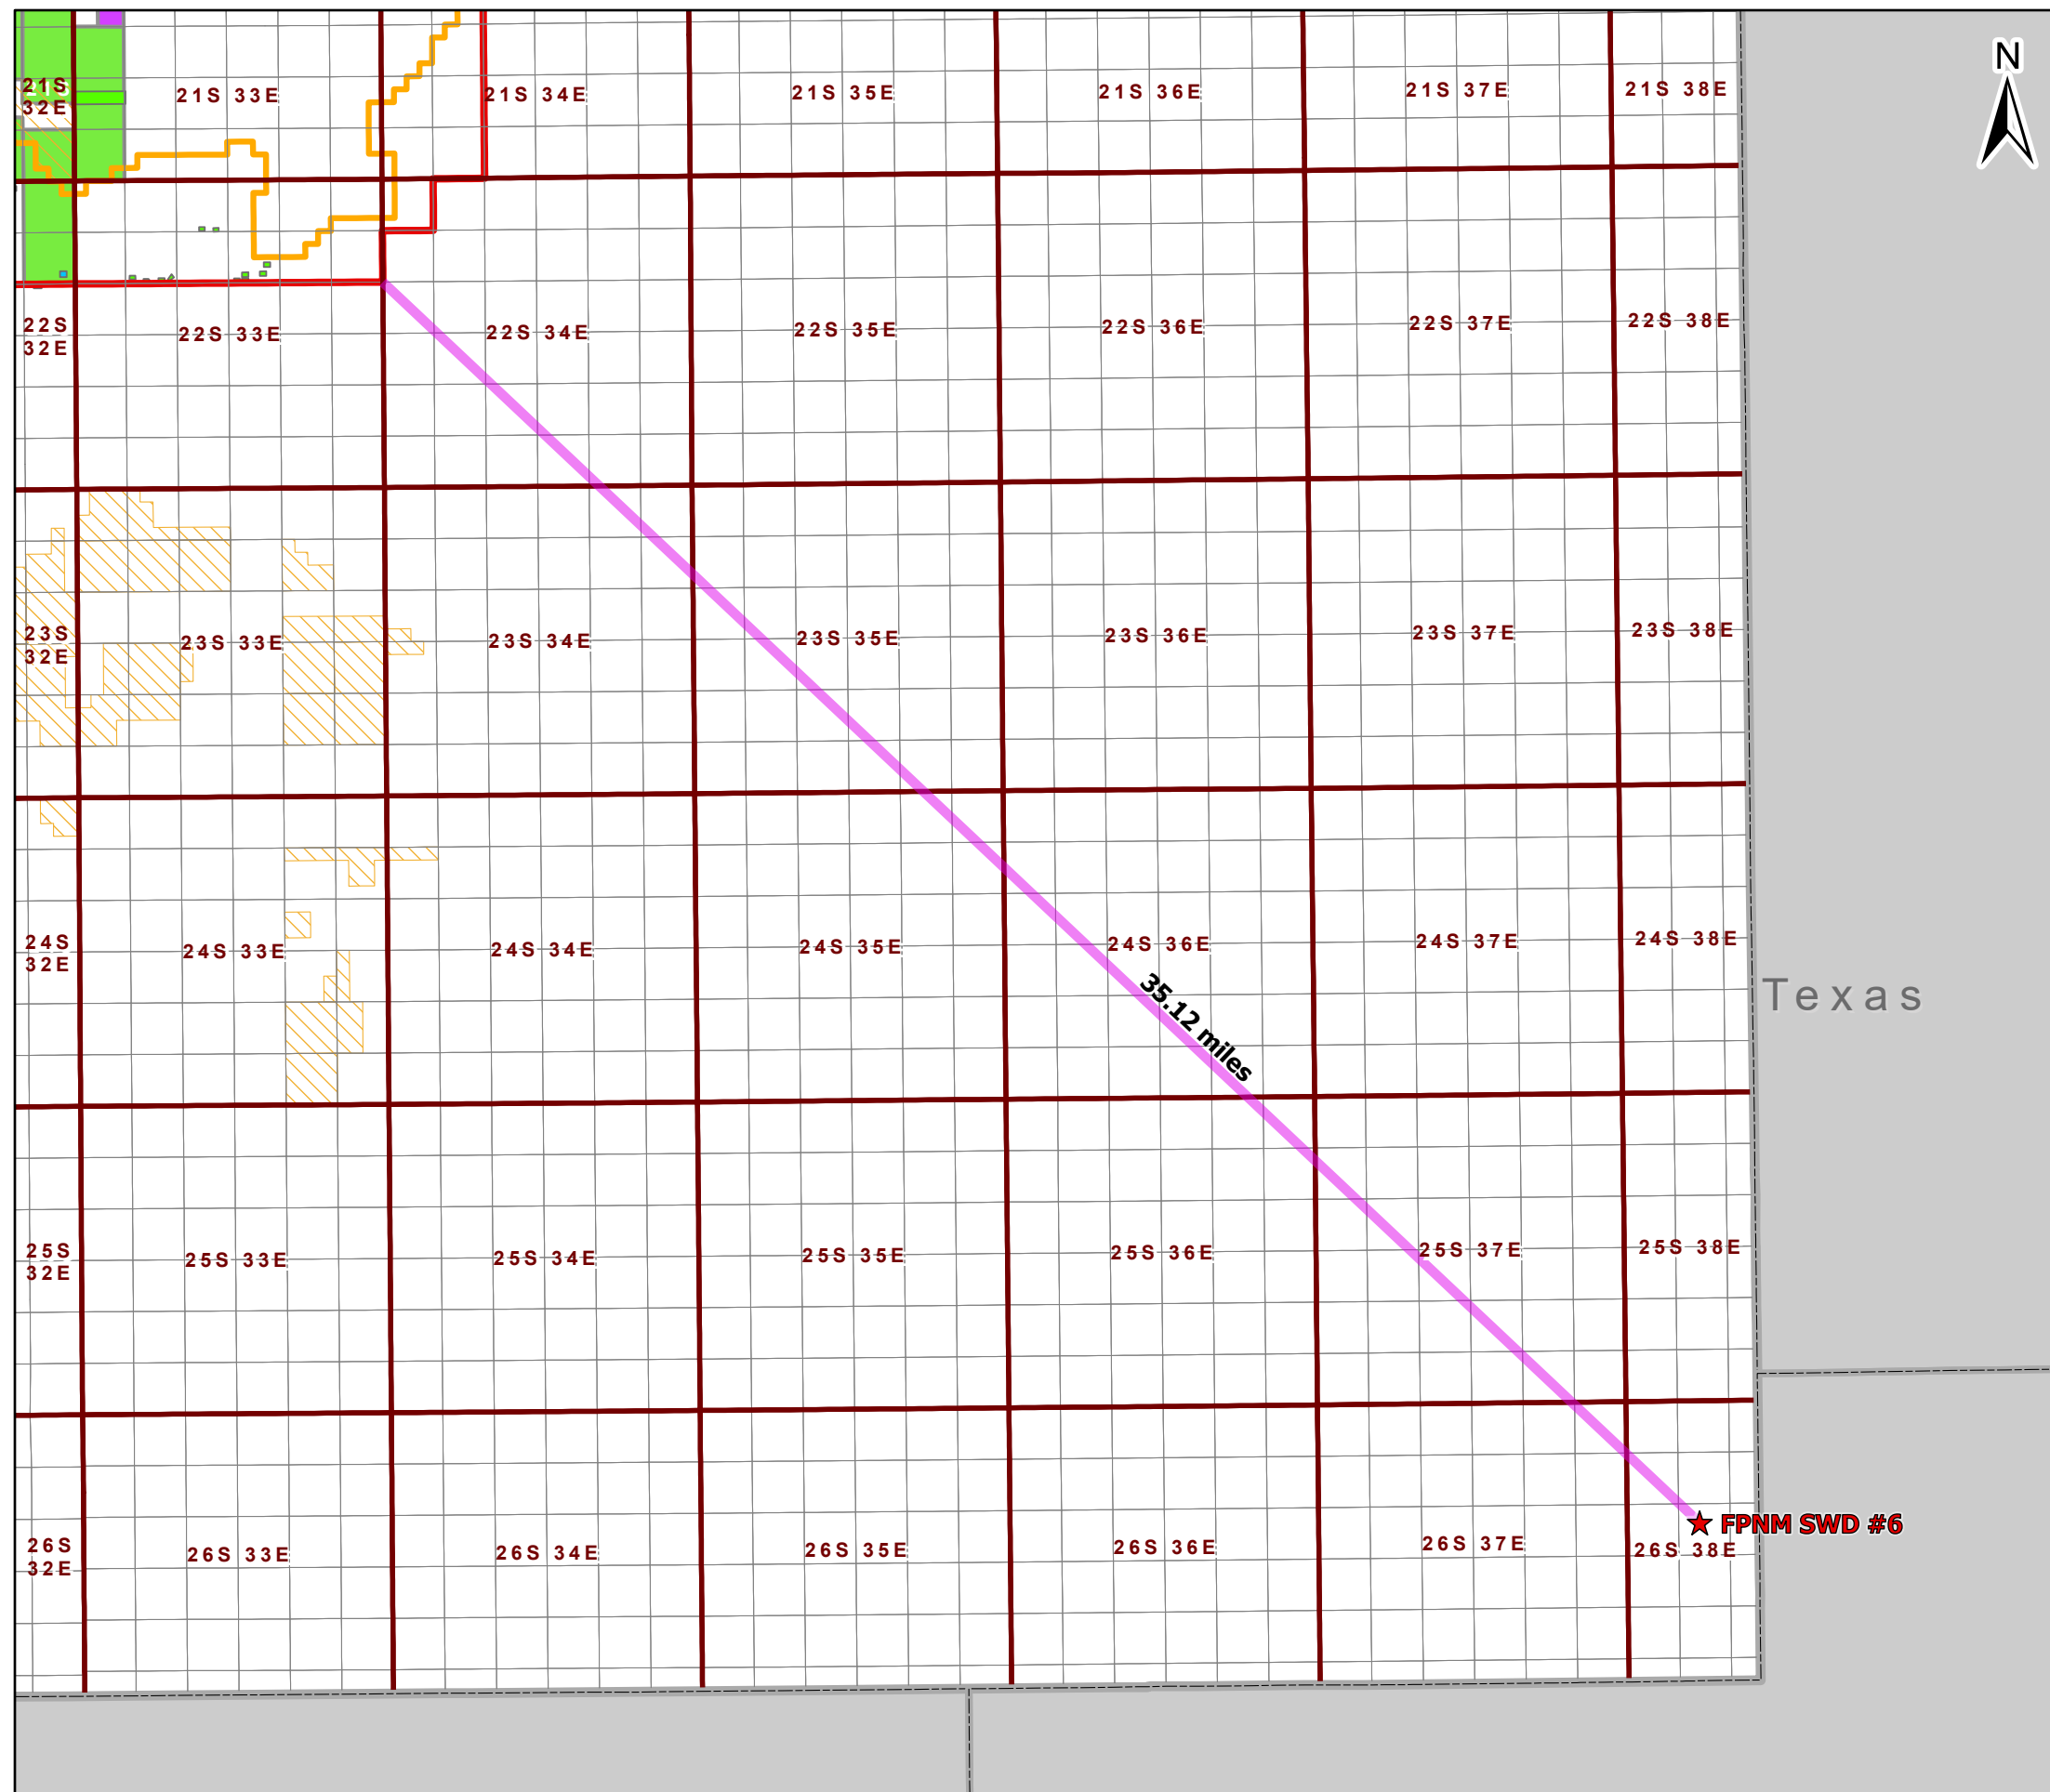 N
21S
32E
21S 33E
21S 34E
21S 35E
21S 36E
21S 37E
21S 38E
22S
32E
22S 33E
22S 34E
22S 35E
22S 36E
22S 37E
22S 38E
23S
32E
23S 33E
23S 34E
23S 35E
23S 36E
23S 37E
23S 38E
24S
32E
24S 33E
24S 34E
24S 35E
24S 36E
24S 37E
24S 38E
35.12 miles
Texas
25S
32E
25S 33E
25S 34E
25S 35E
25S 36E
25S 37E
25S 38E
FPNM SWD #6
26S
32E
26S 33E
26S 34E
26S 35E
26S 36E
26S 37E
26S 38E